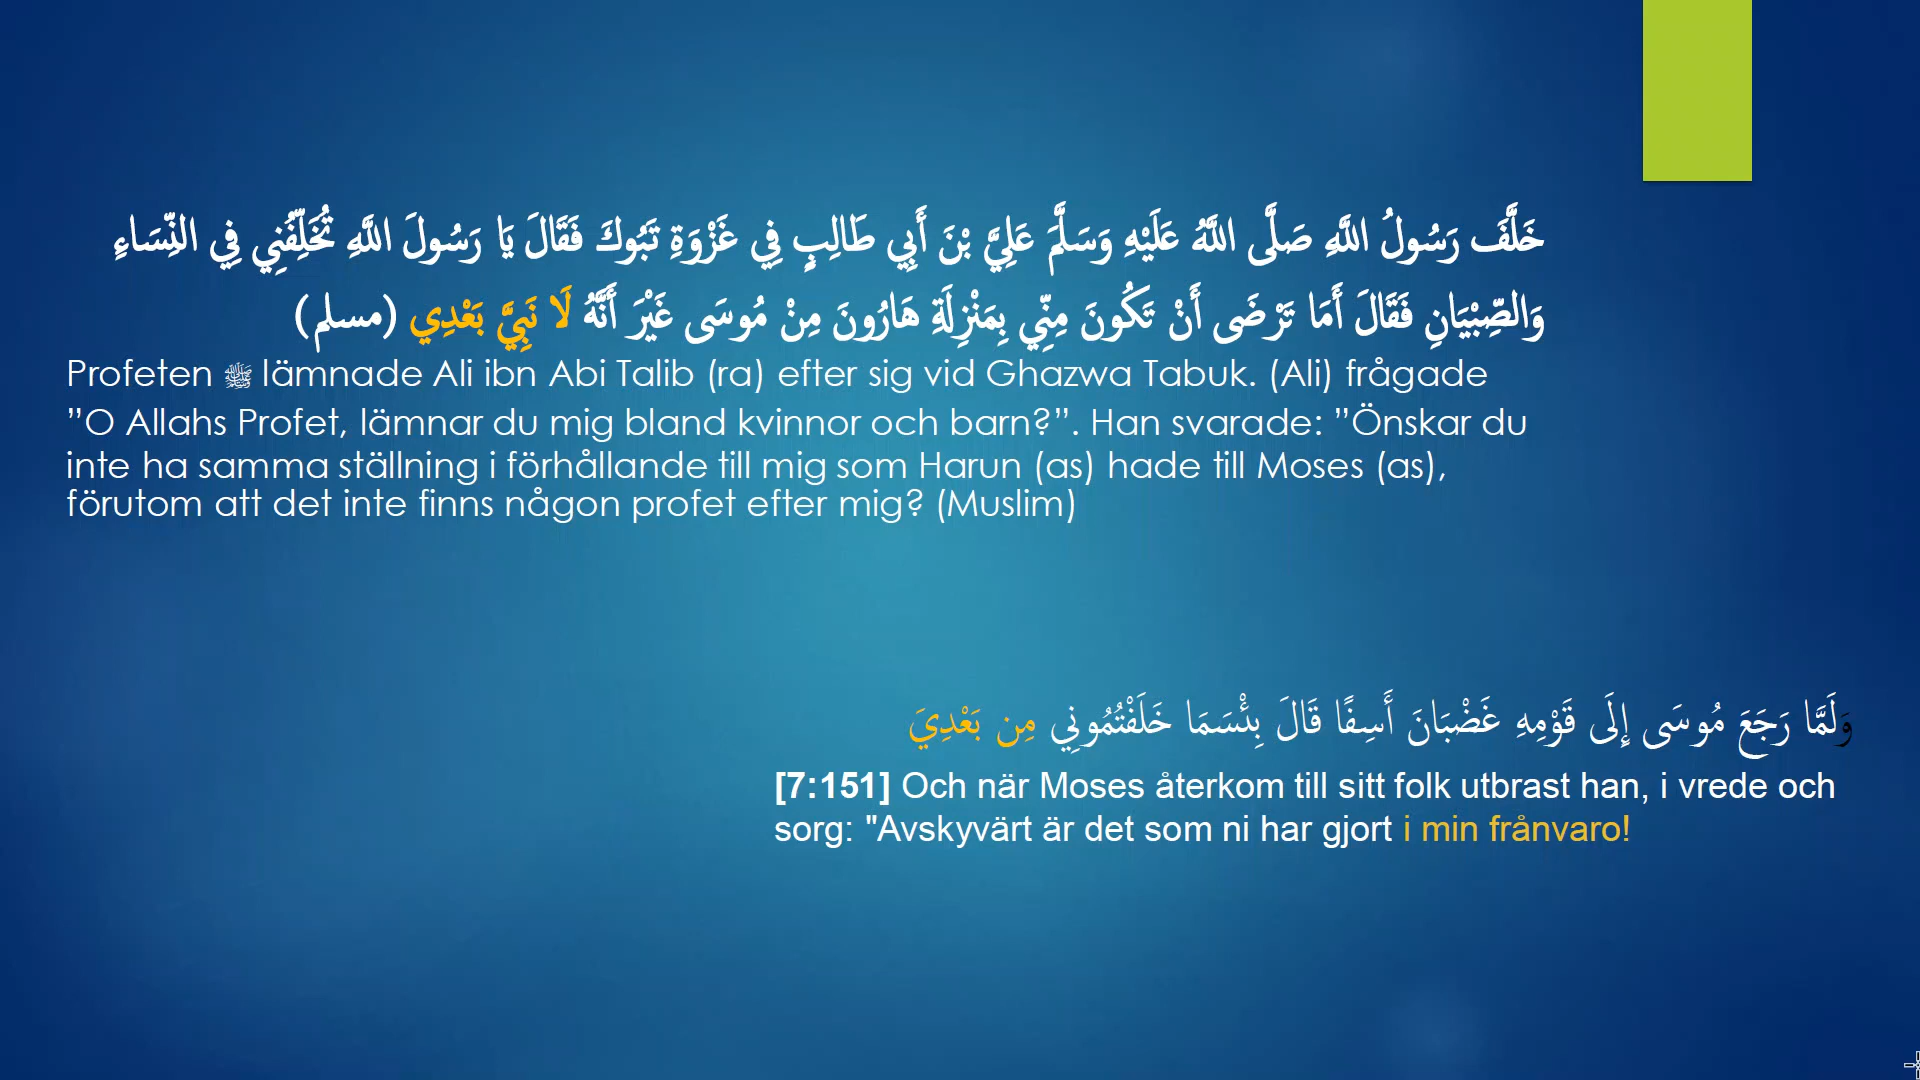 خَلَّفَ رَسُولُ اللَّهِ صَلَّى اللَّهُ عَلَيْهِ وَسَلَّمَ عَلِيَّ بْنَ أَبِي طَالِبٍ فِي غَزْوَةِ تَبُوكَ فَقَالَ يَا رَسُولَ اللَّهِ تُخَلِّفُنِي فِي النِّسَاءِ
وَالصِّبْيَانِ فَقَالَ أَمَا تَرْضَى أَنْ تَكُونَ مِنِّي بِمَنْزِلَةِ هَارُونَ مِنْ مُوسَى غَيْرَ أَنَّهُ لَا نَبِيَّ بَعْدِي (مسلم)
Profeten ﷺ lämnade Ali ibn Abi Talib (ra) efter sig vid Ghazwa Tabuk. (Ali) frågade
”O Allahs Profet, lämnar du mig bland kvinnor och barn?”. Han svarade: ”Önskar du
inte ha samma ställning i förhållande till mig som Harun (as) hade till Moses (as),
förutom att det inte finns någon profet efter mig? (Muslim)
وَلَمَّا رَجَعَ مُوسَى إِلَى قَوْمِهِ غَضْبَانَ أَسِفًا قَالَ بِئْسَمَا خَلَفْتُمُونِي مِن بَعْدِيَ
[7:151] Och när Moses återkom till sitt folk utbrast han, i vrede och
sorg: "Avskyvärt är det som ni har gjort i min frånvaro!